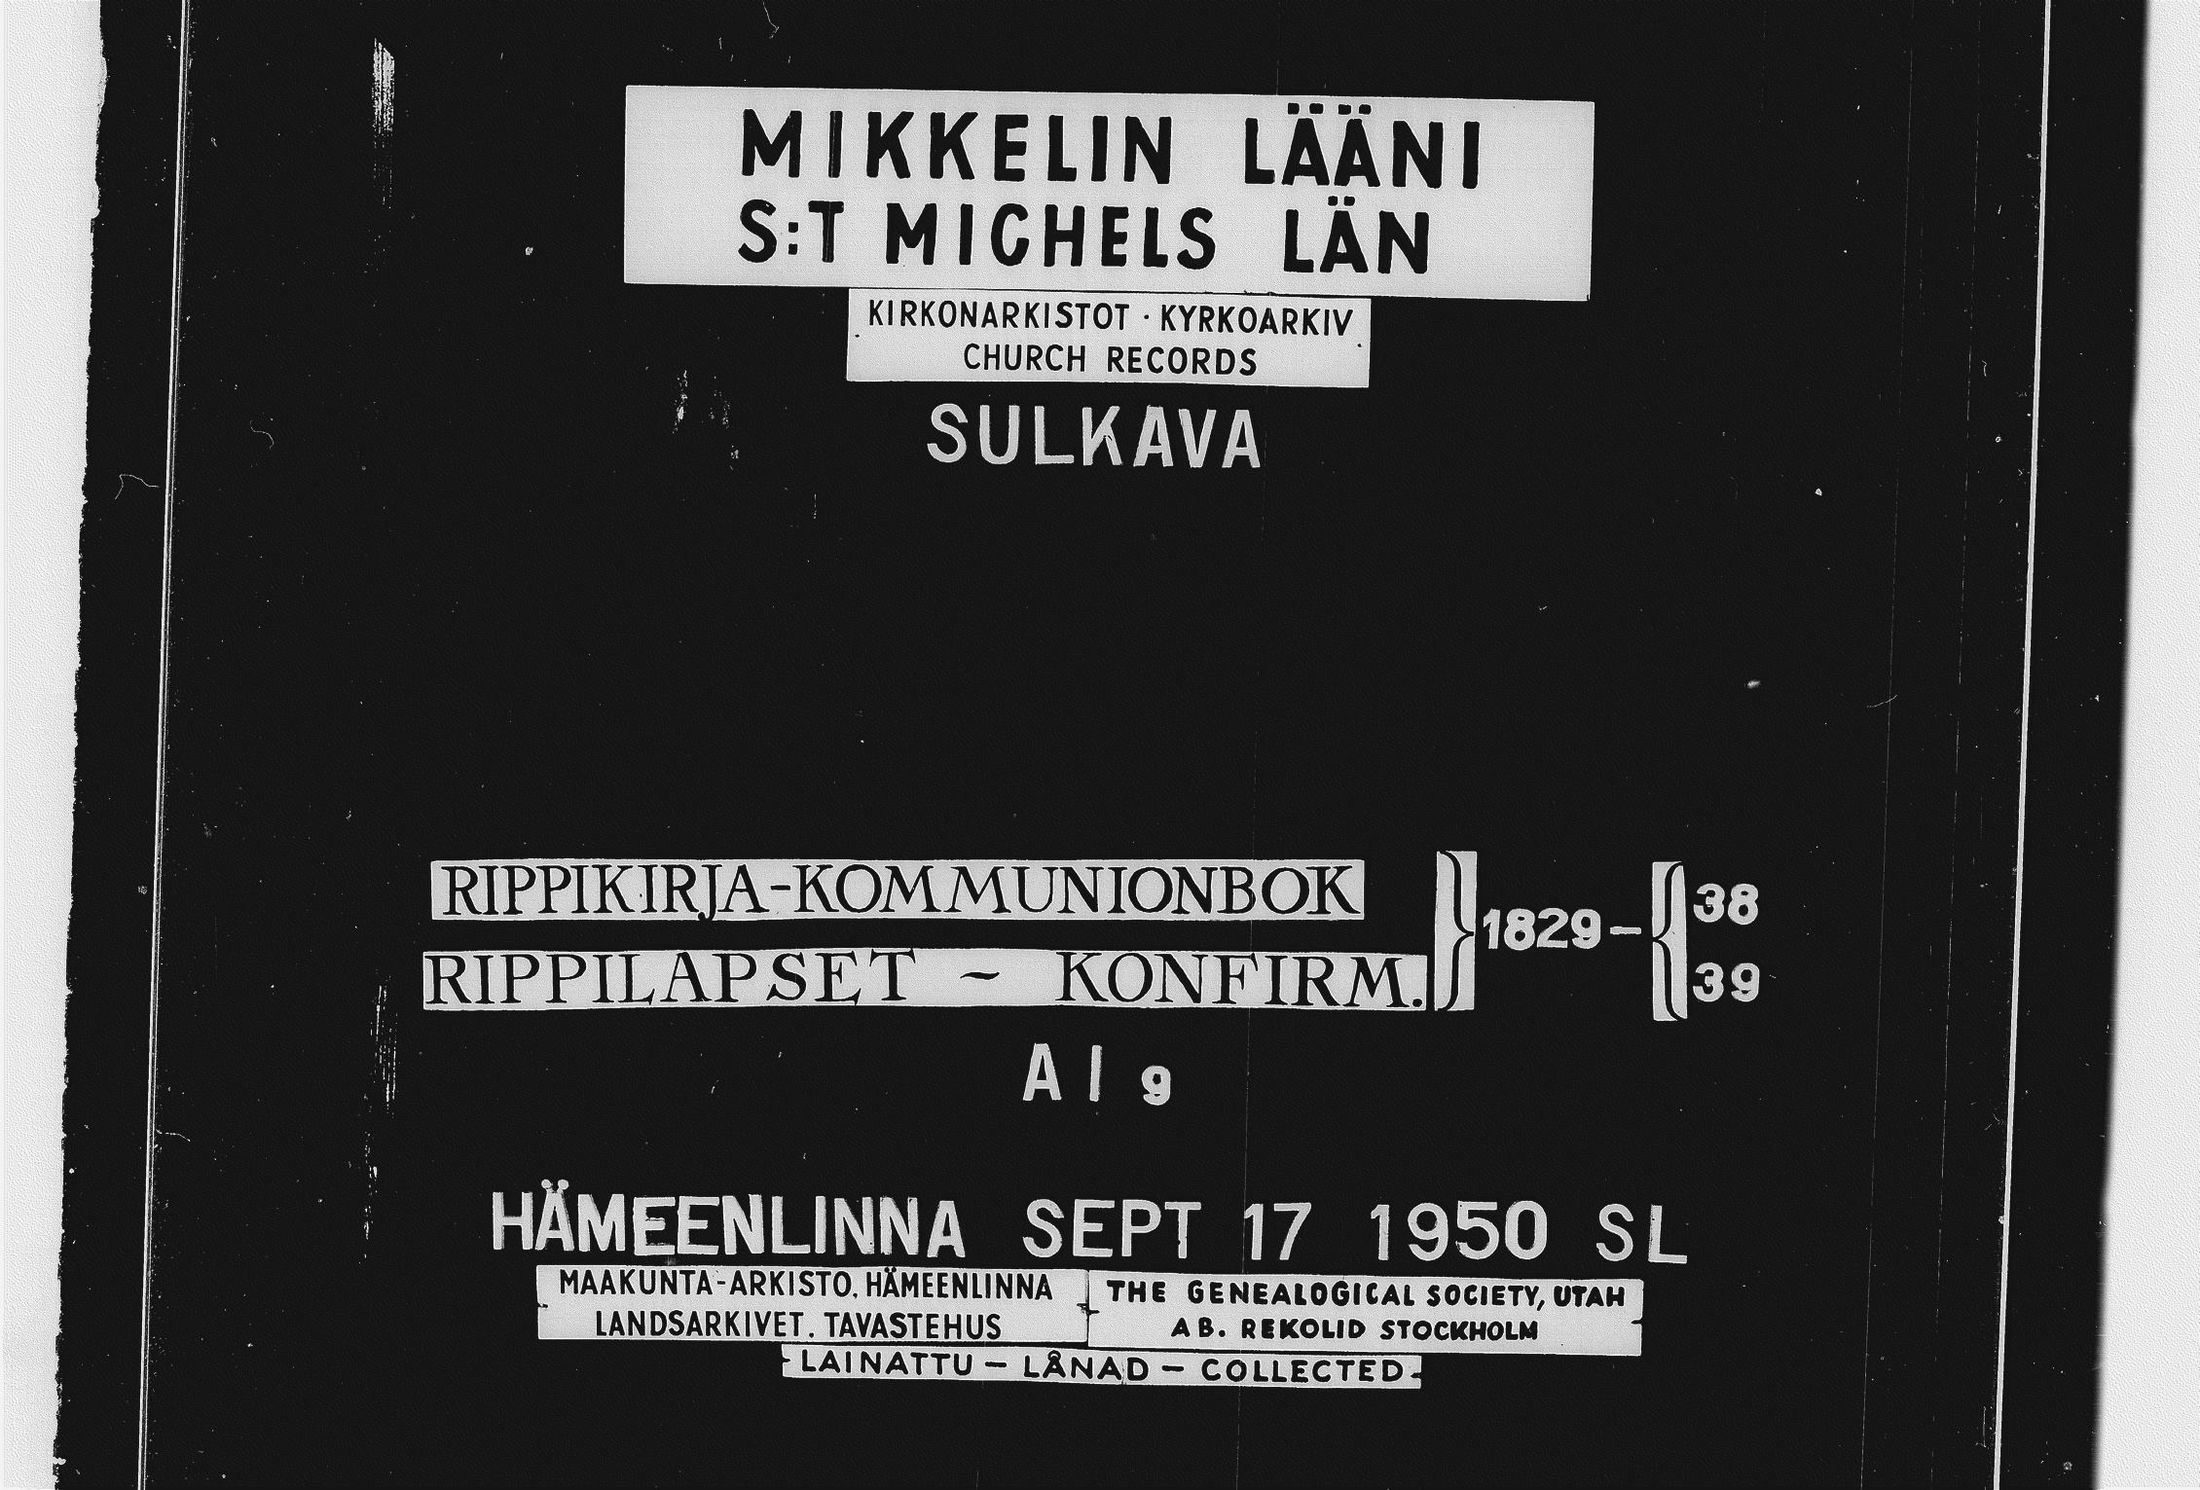 MIKKELIN LÄÄNI
S:T MICHELS LÄN
KIRKONARKISTOT · KYRKOARKIV
CHURCH RECORDS
SULKAVA
RIPPIKIRJA-KOMMUNIONBOK
RIPPILAPSET - KONFIRM.
} 1829 - { 38
39
A I 9
HÄMEENLINNA SEPT 17 1950 SL
MAAKUNTA-ARKISTO, HÄMEENLINNA
LANDSARKIVET. TAVASTEHUS
THE GENEALOGICAL SOCIETY, UTAH
AB. REKOLID STOCKHOLM
LAINATTU - LÅNAD - COLLECTED